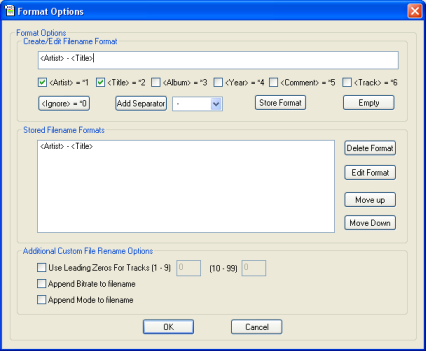 Format Options
Format Options
Create/Edit Filename Format
<Artist> - <Title>
<Artist> = *1 <Title> = *2 <Album> = *3 <Year> = *4 <Comment> = *5 <Track> = *6
<Ignore> = *0 Add Separator - Store Format Empty
Stored Filename Formats
<Artist> - <Title>
Delete Format
Edit Format
Move up
Move Down
Additional Custom File Rename Options
Use Leading Zeros For Tracks (1 - 9) 0 (10 - 99) 0
Append Bitrate to filename
Append Mode to filename
OK Cancel